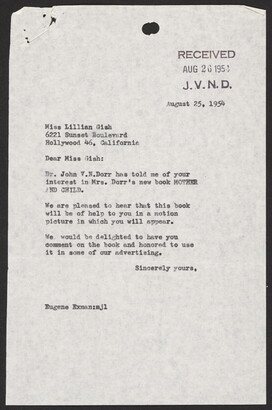 RECEIVED
AUG 26 1954
J.V.N.D.
August 25, 1954
Miss Lillian Gish
6221 Sunset Boulevard
Hollywood 46, California
Dear Miss Gish:
Mr. John V.N.Dorr has told me of your
interest in Mrs. Dorr's new book MOTHER
AND CHILD.
We are pleased to hear that this book
will be of help to you in a motion
picture in which you will appear.
We would be delighted to have you
comment on the book and honored to use
it in some of our advertising.
Sincerely yours,
Eugene Exman:mjl